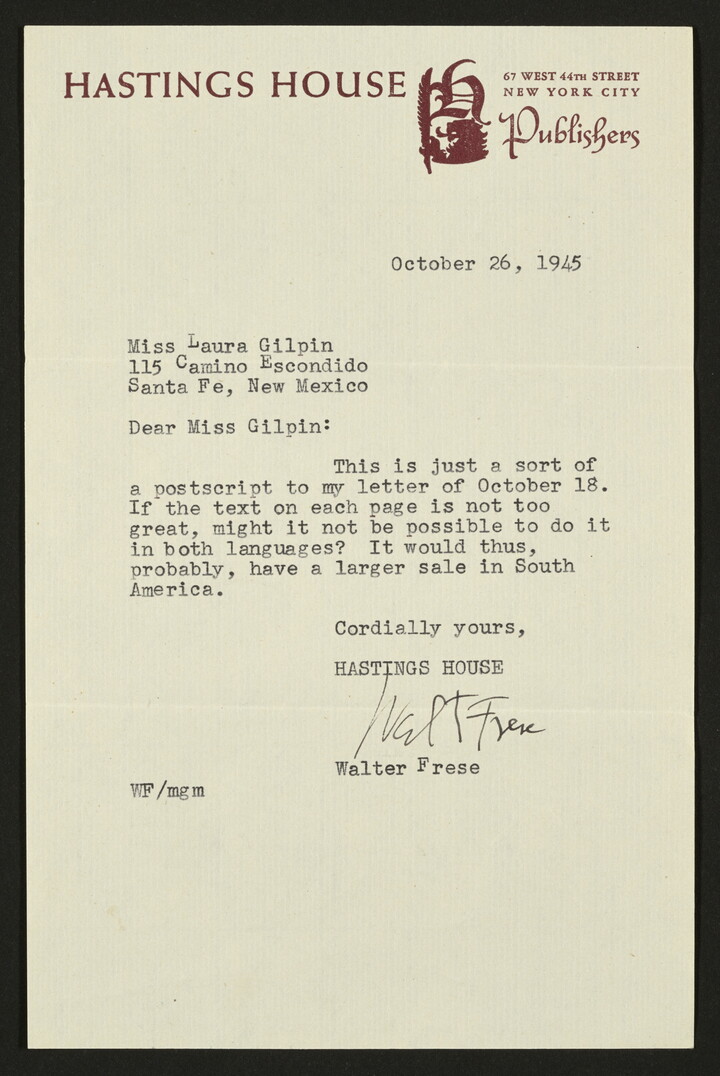 HASTINGS HOUSE
67 WEST 44TH STREET
NEW YORK CITY
Publishers
October 26, 1945
Miss Laura Gilpin
115 Camino Escondido
Santa Fe, New Mexico
Dear Miss Gilpin:
This is just a sort of
a postscript to my letter of October 18.
If the text on each page is not too
great, might it not be possible to do it
in both languages? It would thus,
probably, have a larger sale in South
America.
Cordially yours,
HASTINGS HOUSE
Walt Frese
Walter Frese
WF/mgm